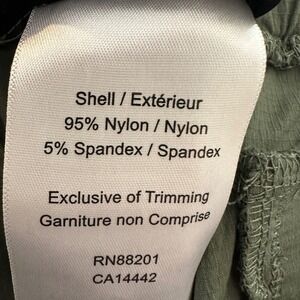 Shell / Extérieur
95% Nylon / Nylon
5% Spandex / Spandex
Exclusive of Trimming
Garniture non Comprise
RN88201
CA14442